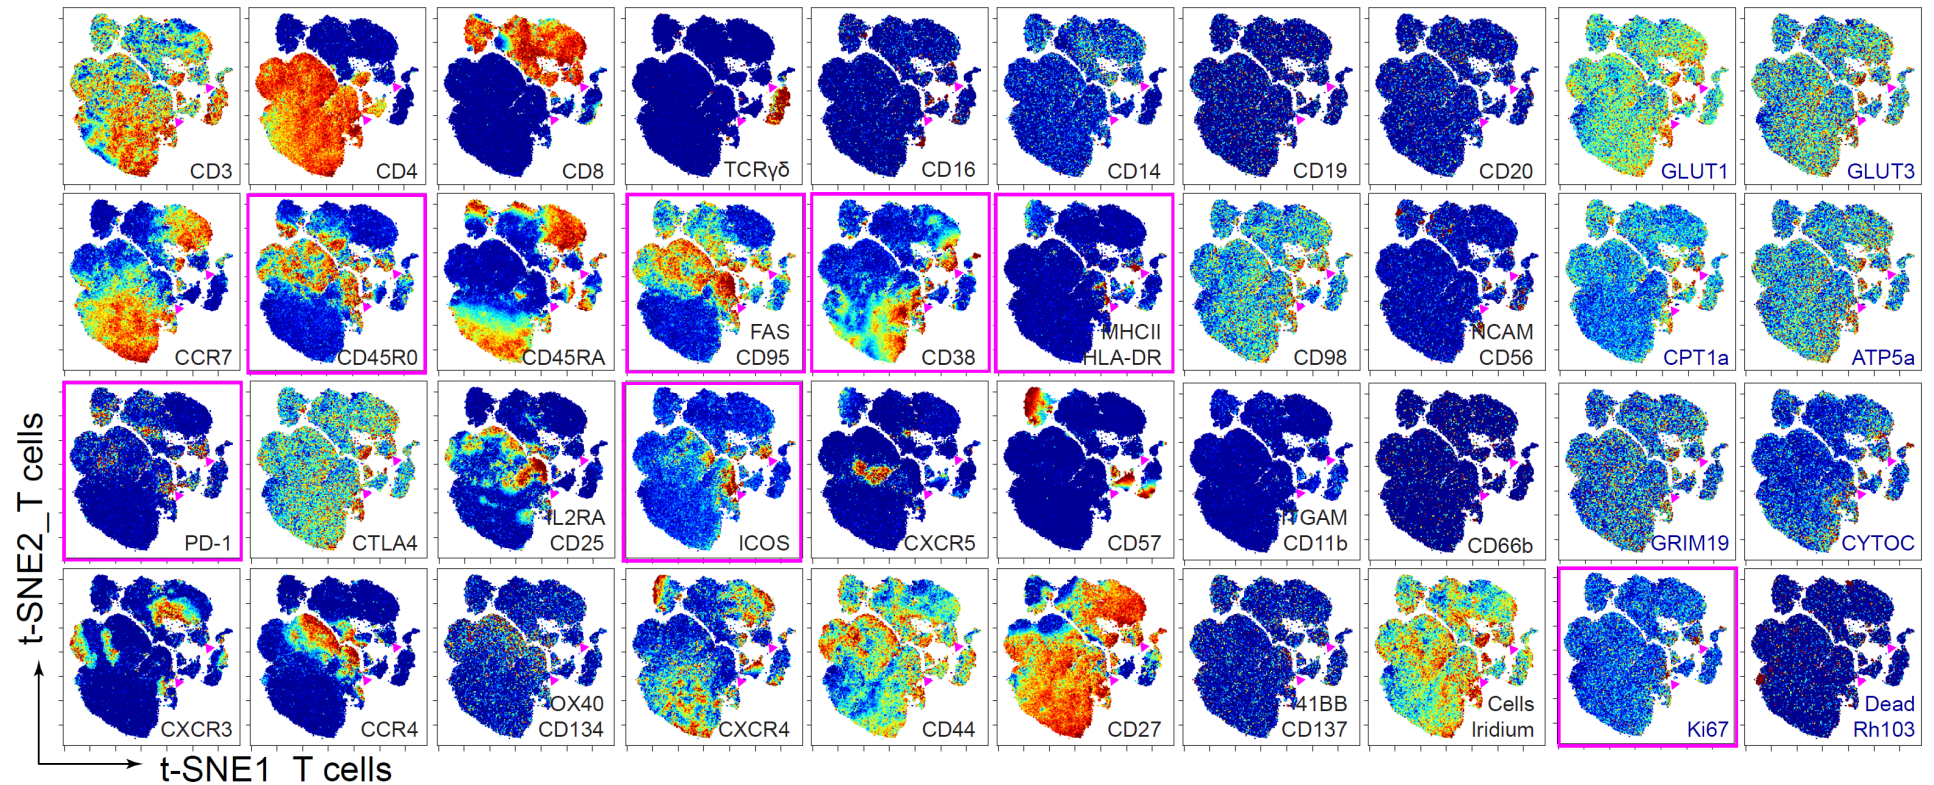 CD3
CD4
CD8
TCRγδ
CD16
CD14
CD19
CD20
GLUT1
GLUT3
CCR7
CD45R0
CD45RA
FAS
CD95
CD38
MHCII
HLA-DR
CD98
NCAM
CD56
CPT1a
ATP5a
PD-1
CTLA4
IL2RA
CD25
ICOS
CXCR5
CD57
ITGAM
CD11b
CD66b
GRIM19
CYTOC
CXCR3
CCR4
OX40
CD134
CXCR4
CD44
CD27
41BB
CD137
Cells
Iridium
Ki67
Dead
Rh103
t-SNE2_T cells
t-SNE1_T cells